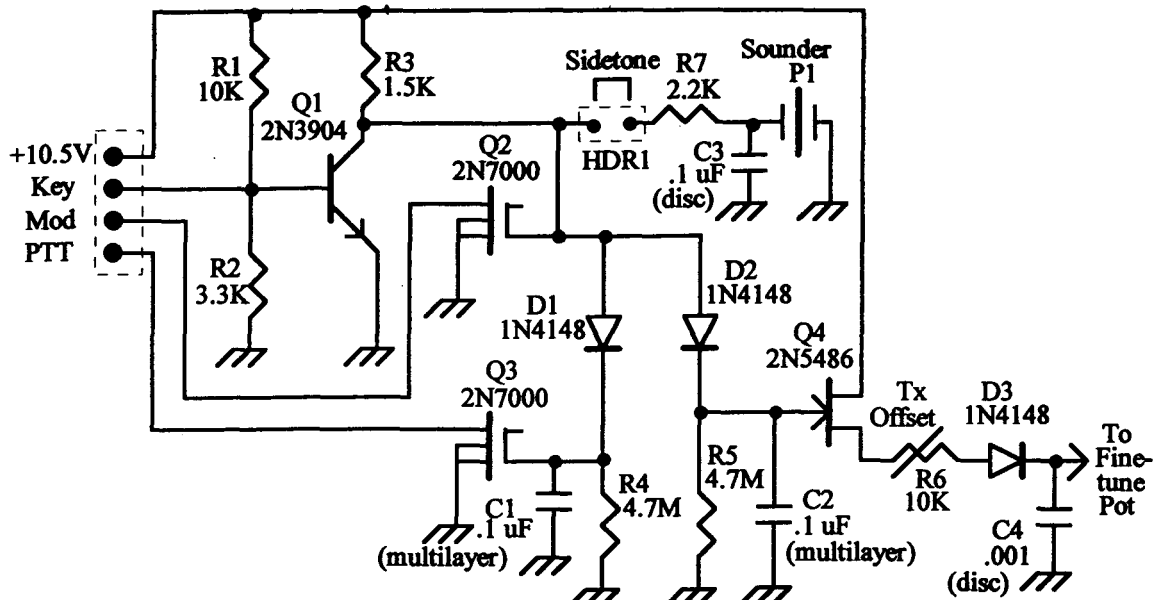 R1
10K
R3
1.5K
Q1
2N3904
Sidetone
HDR1
R7
2.2K
Sounder
P1
C3
.1 uF
(disc)
+10.5V
Key
Mod
PTT
Q2
2N7000
R2
3.3K
D1
1N4148
D2
1N4148
Q3
2N7000
Q4
2N5486
Tx
Offset
D3
1N4148
To
Fine-
tune
Pot
R6
10K
C1
.1 uF
(multilayer)
R4
4.7M
R5
4.7M
C2
.1 uF
(multilayer)
C4
.001
(disc)